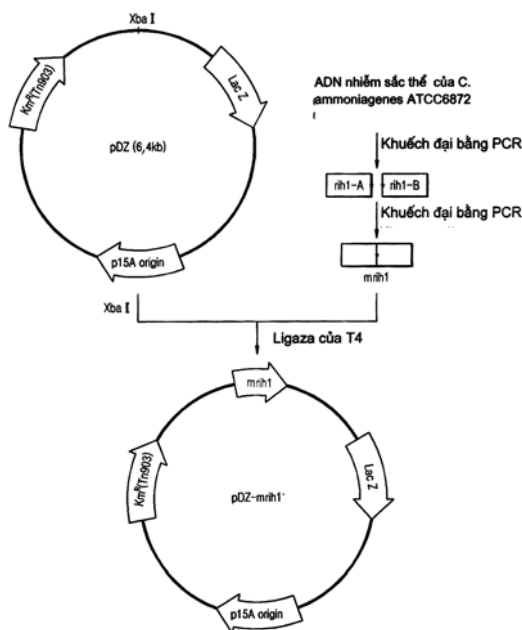 Xba I
Km^R(Tn903)
Lac Z
pDZ (6,4kb)
p15A origin
ADN nhiễm sắc thể của C.
ammoniagenes ATCC6872
Khuếch đại bằng PCR
rih1-A
rih1-B
Khuếch đại bằng PCR
mrih1
Xba I
Ligaza của T4
mrih1
Km^R(Tn903)
Lac Z
pDZ-mrih1
p15A origin